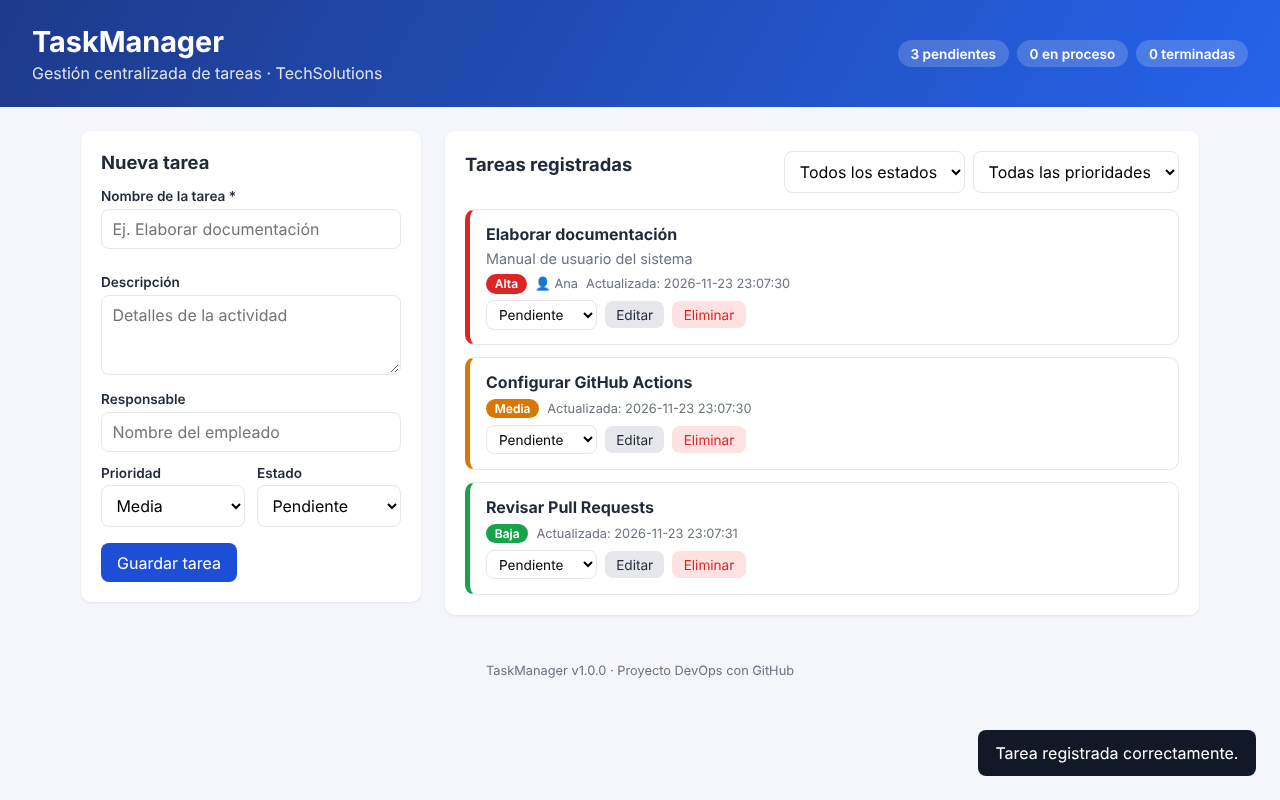 TaskManager
Gestión centralizada de tareas · TechSolutions
3 pendientes
0 en proceso
0 terminadas
Nueva tarea
Nombre de la tarea *
Ej. Elaborar documentación
Descripción
Detalles de la actividad
Responsable
Nombre del empleado
Prioridad
Estado
Media
Pendiente
Guardar tarea
Tareas registradas
Todos los estados
Todas las prioridades
Elaborar documentación
Manual de usuario del sistema
Alta 👤 Ana Actualizada: 2026-11-23 23:07:30
Pendiente Editar Eliminar
Configurar GitHub Actions
Media Actualizada: 2026-11-23 23:07:30
Pendiente Editar Eliminar
Revisar Pull Requests
Baja Actualizada: 2026-11-23 23:07:31
Pendiente Editar Eliminar
TaskManager v1.0.0 · Proyecto DevOps con GitHub
Tarea registrada correctamente.